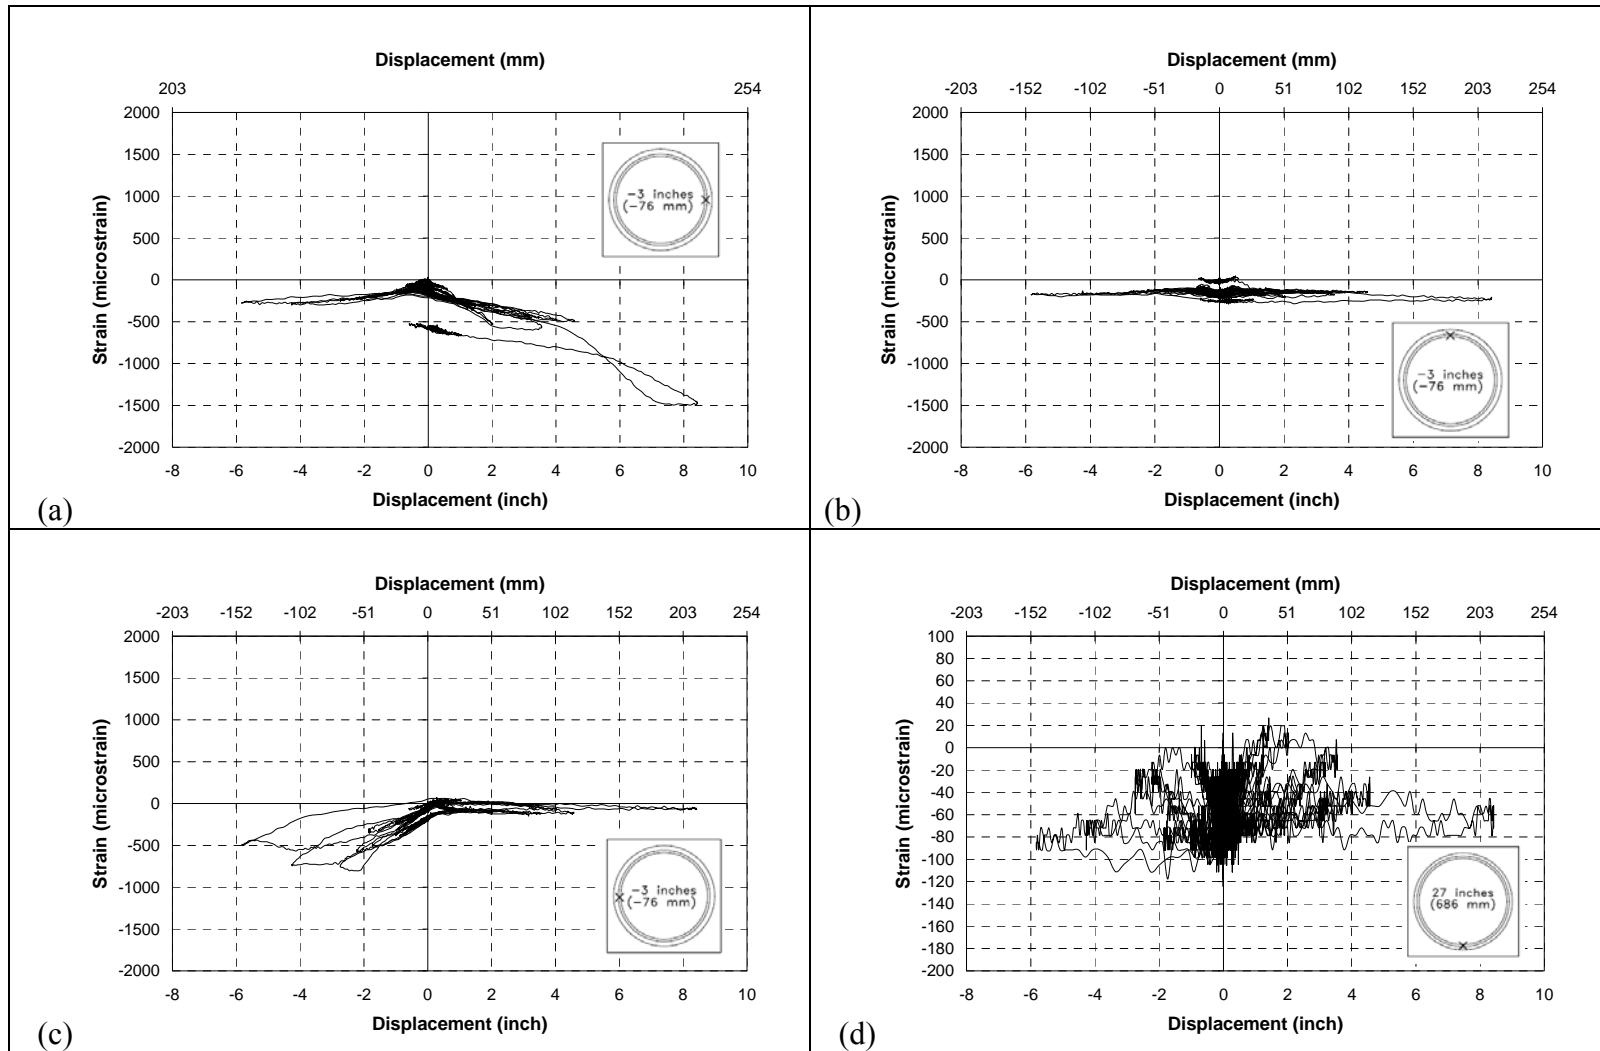 Displacement (mm)
203 254
2000
1500
1000
500
0
-500
-1000
-1500
-2000
Strain (microstrain)
-3 inches
(-76 mm)
-8 -6 -4 -2 0 2 4 6 8 10
Displacement (inch)
(a)
Displacement (mm)
-203 -152 -102 -51 0 51 102 152 203 254
2000
1500
1000
500
0
-500
-1000
-1500
-2000
Strain (microstrain)
-3 inches
(-76 mm)
-8 -6 -4 -2 0 2 4 6 8 10
Displacement (inch)
(b)
Displacement (mm)
-203 -152 -102 -51 0 51 102 152 203 254
2000
1500
1000
500
0
-500
-1000
-1500
-2000
Strain (microstrain)
-3 inches
(-76 mm)
-8 -6 -4 -2 0 2 4 6 8 10
Displacement (inch)
(c)
Displacement (mm)
-203 -152 -102 -51 0 51 102 152 203 254
100
80
60
40
20
0
-20
-40
-60
-80
-100
-120
-140
-160
-180
-200
Strain (microstrain)
27 inches
(686 mm)
-8 -6 -4 -2 0 2 4 6 8 10
Displacement (inch)
(d)